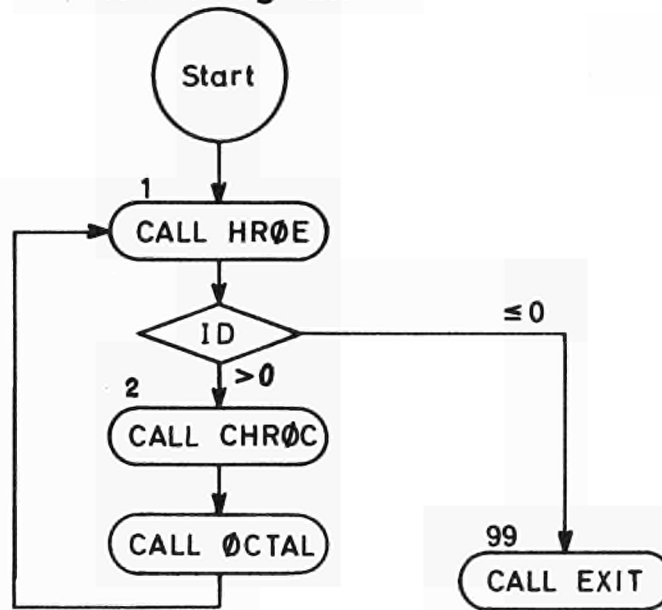 Start
1
CALL HRØE
ID
≤0
>0
2
CALL CHRØC
CALL ØCTAL
99
CALL EXIT